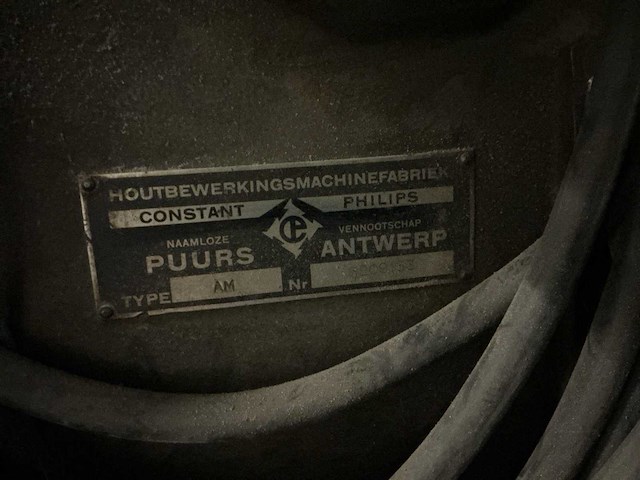 HOUTBEWERKINGSMACHINEFABRIEK
CONSTANT PHILIPS
NAAMLOZE VENNOOTSCHAP
PUURS ANTWERP
TYPE AM Nr